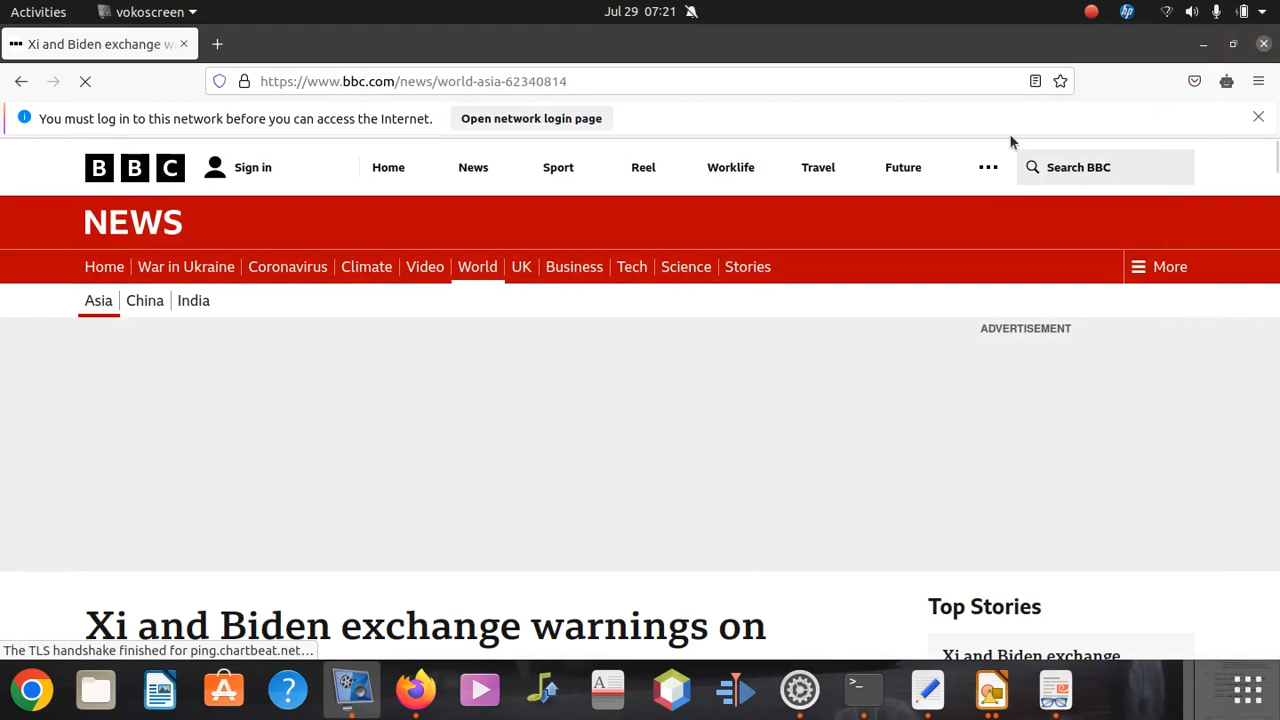 Activities vokoscreen Jul 29 07:21
Xi and Biden exchange wa
https://www.bbc.com/news/world-asia-62340814
You must log in to this network before you can access the Internet. Open network login page
BBC Sign in Home News Sport Reel Worklife Travel Future Search BBC
NEWS
Home War in Ukraine Coronavirus Climate Video World UK Business Tech Science Stories More
Asia China India
ADVERTISEMENT
Top Stories
Xi and Biden exchange warnings on
Xi and Biden exchange
The TLS handshake finished for ping.chartbeat.net...